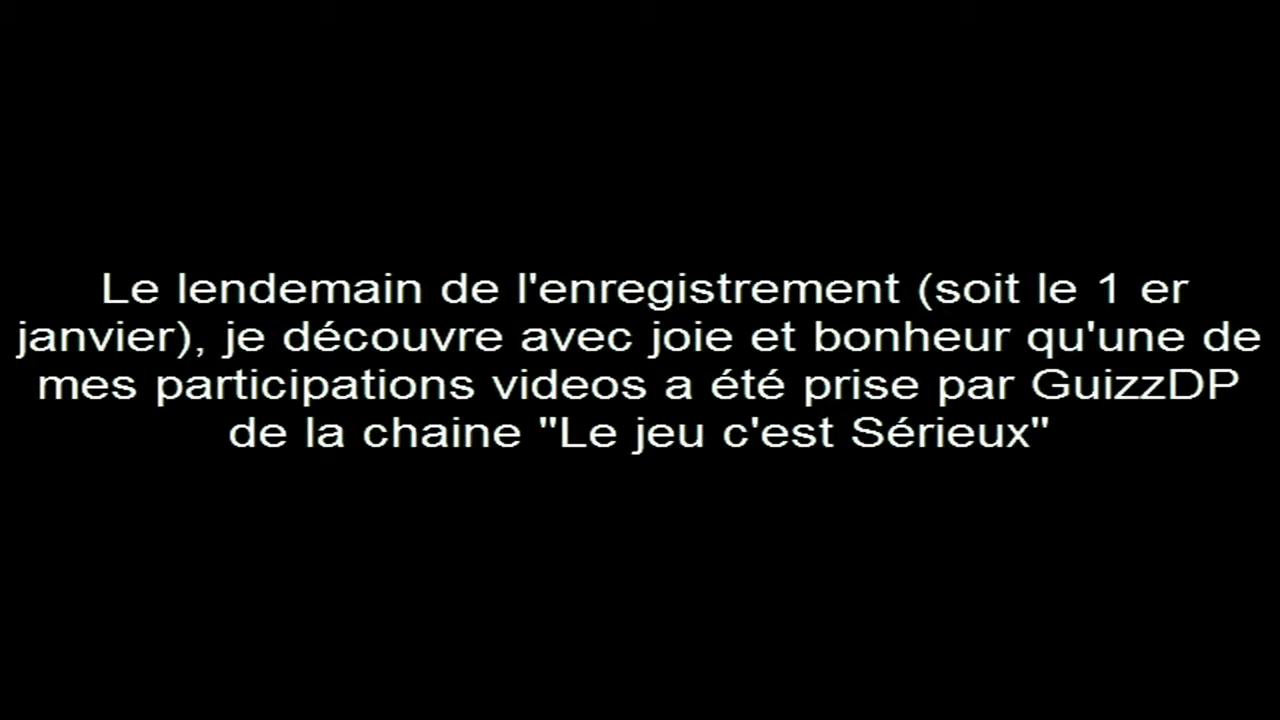 Le lendemain de l'enregistrement (soit le 1 er
janvier), je découvre avec joie et bonheur qu'une de
mes participations videos a été prise par GuizzDP
de la chaine "Le jeu c'est Sérieux"